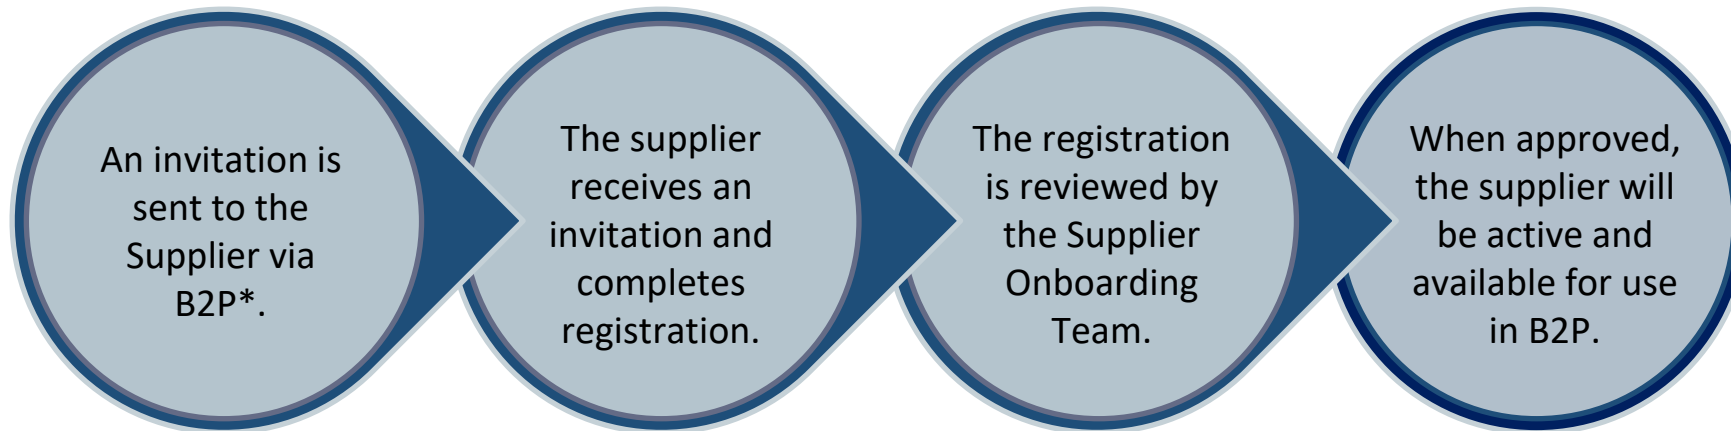 An invitation is
sent to the
Supplier via
B2P*.
The supplier
receives an
invitation and
completes
registration.
The registration
is reviewed by
the Supplier
Onboarding
Team.
When approved,
the supplier will
be active and
available for use
in B2P.